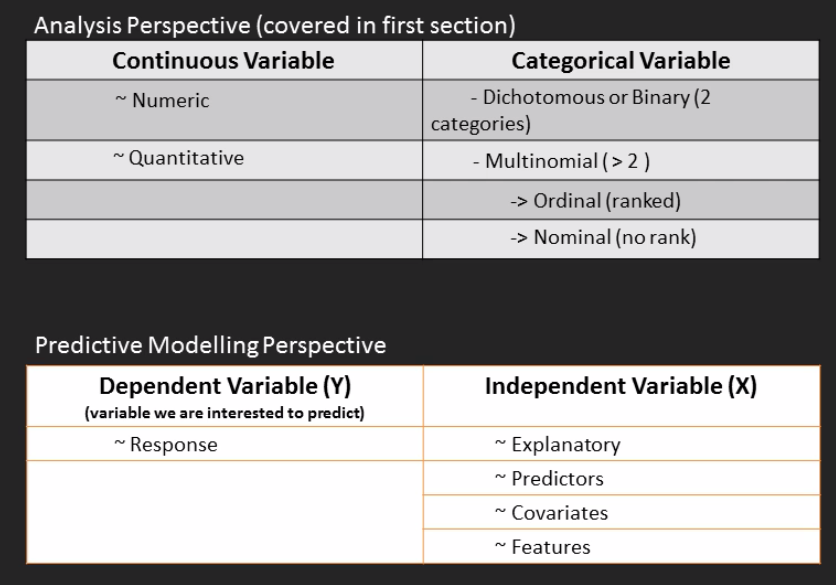 Analysis Perspective (covered in first section)
Continuous Variable
Categorical Variable
~ Numeric
- Dichotomous or Binary (2
categories)
~ Quantitative
- Multinomial ( > 2 )
-> Ordinal (ranked)
-> Nominal (no rank)
Predictive Modelling Perspective
Dependent Variable (Y)
(variable we are interested to predict)
Independent Variable (X)
~ Response
~ Explanatory
~ Predictors
~ Covariates
~ Features